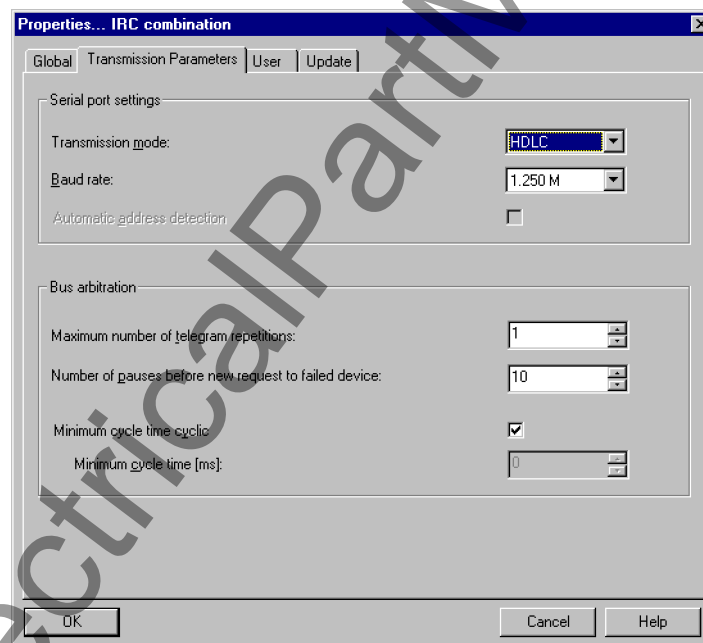 Properties... IRC combination
Global Transmission Parameters User Update
Serial port settings
Transmission mode: HDLC
Baud rate: 1.250 M
Automatic address detection
Bus arbitration
Maximum number of telegram repetitions: 1
Number of pauses before new request to failed device: 10
Minimum cycle time cyclic
Minimum cycle time [ms]: 0
OK Cancel Help
ectricalPartM